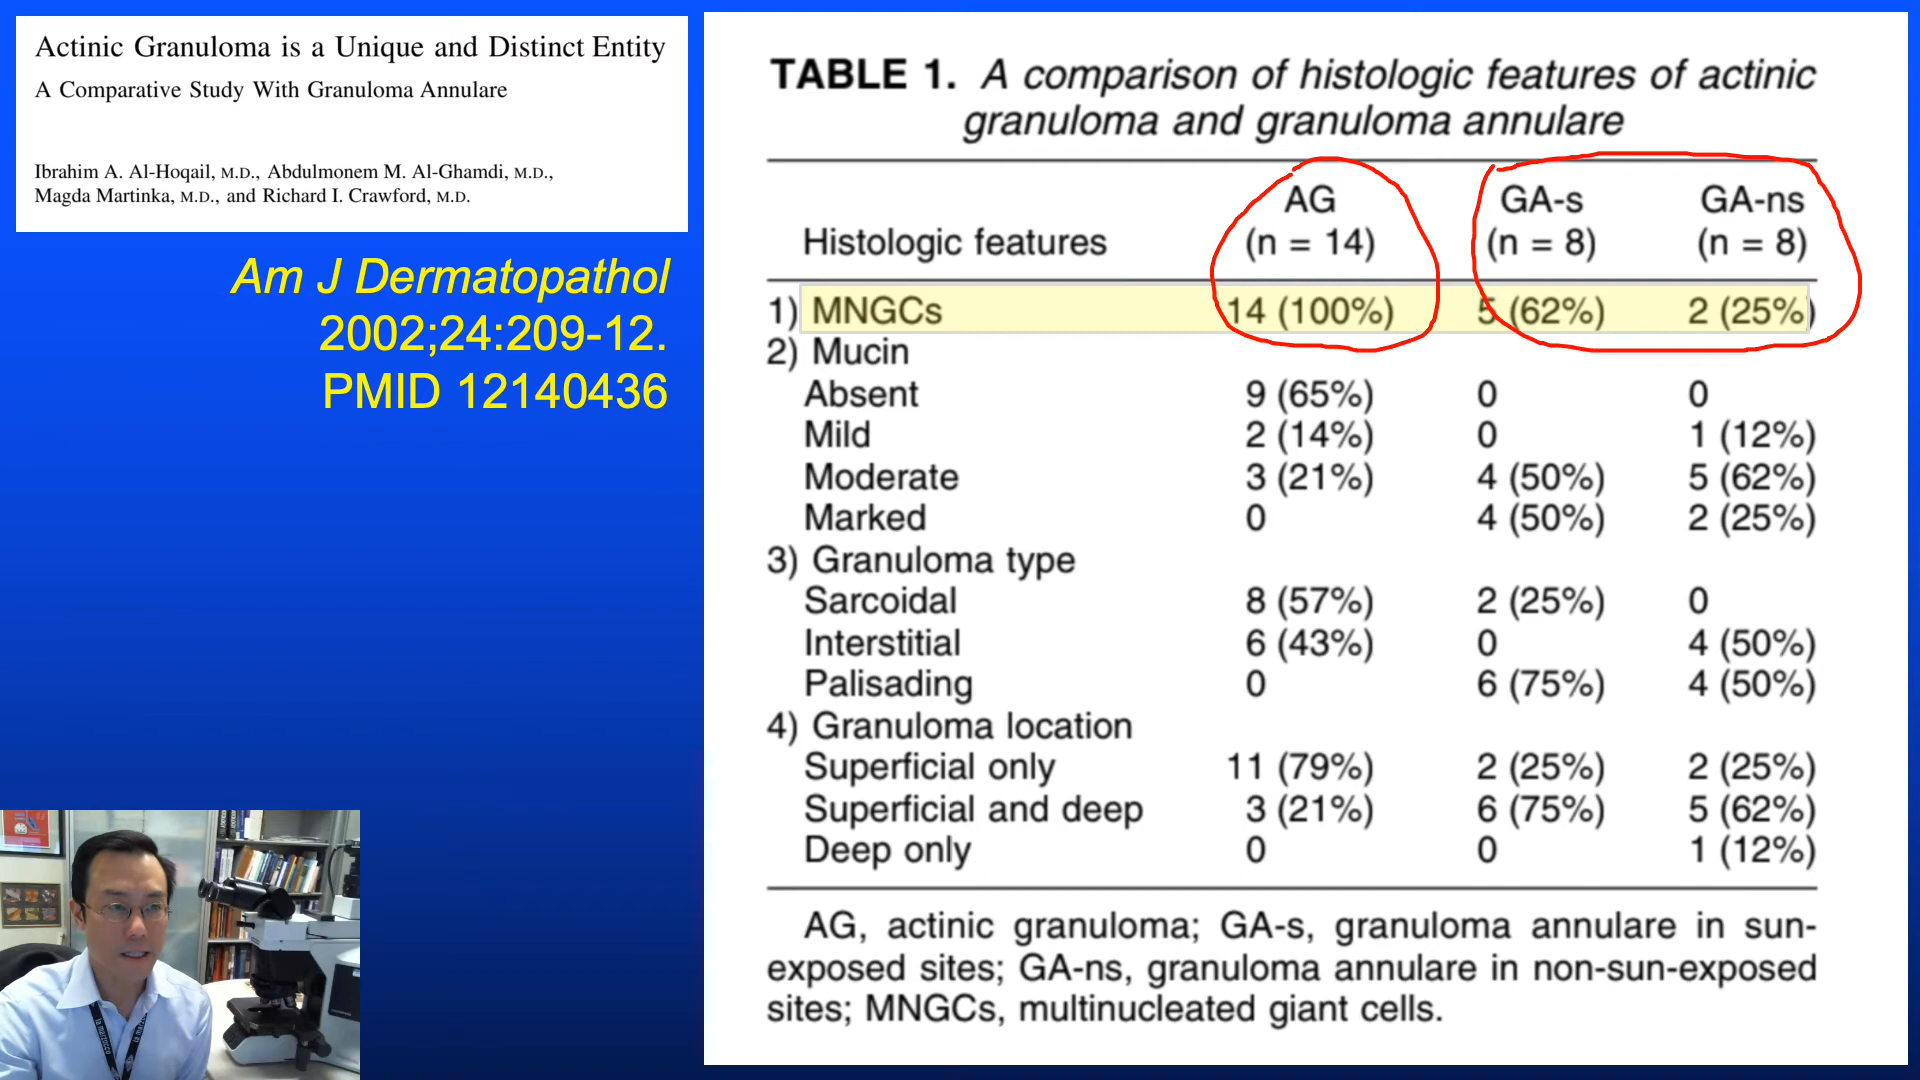 Actinic Granuloma is a Unique and Distinct Entity
A Comparative Study With Granuloma Annulare
Ibrahim A. Al-Hoqail, M.D., Abdulmonem M. Al-Ghamdi, M.D.,
Magda Martinka, M.D., and Richard I. Crawford, M.D.
Am J Dermatopathol
2002;24:209-12.
PMID 12140436
TABLE 1. A comparison of histologic features of actinic
granuloma and granuloma annulare
AG GA-s GA-ns
Histologic features (n = 14) (n = 8) (n = 8)
1) MNGCs 14 (100%) 5 (62%) 2 (25%)
2) Mucin
Absent 9 (65%) 0 0
Mild 2 (14%) 0 1 (12%)
Moderate 3 (21%) 4 (50%) 5 (62%)
Marked 0 4 (50%) 2 (25%)
3) Granuloma type
Sarcoidal 8 (57%) 2 (25%) 0
Interstitial 6 (43%) 0 4 (50%)
Palisading 0 6 (75%) 4 (50%)
4) Granuloma location
Superficial only 11 (79%) 2 (25%) 2 (25%)
Superficial and deep 3 (21%) 6 (75%) 5 (62%)
Deep only 0 0 1 (12%)
AG, actinic granuloma; GA-s, granuloma annulare in sun-
exposed sites; GA-ns, granuloma annulare in non-sun-exposed
sites; MNGCs, multinucleated giant cells.